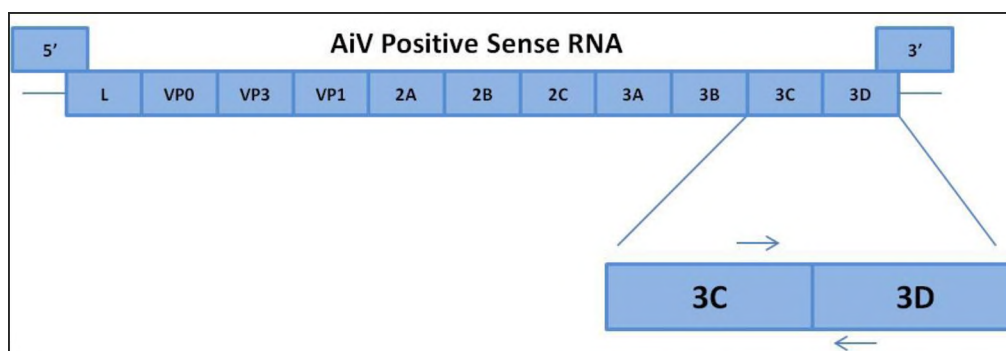 5’ AiV Positive Sense RNA 3’
L VP0 VP3 VP1 2A 2B 2C 3A 3B 3C 3D
3C 3D